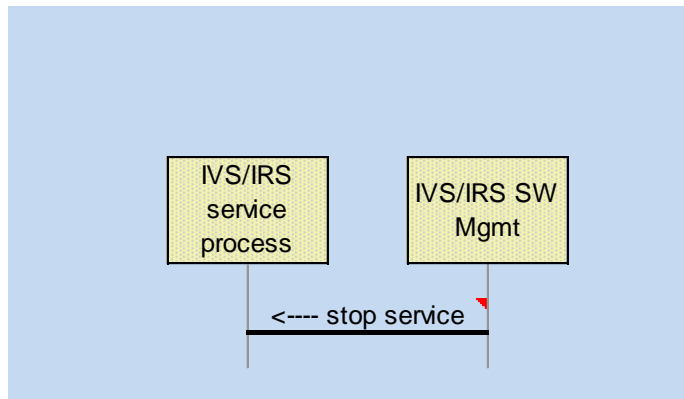 IVS/IRS
service
process
IVS/IRS SW
Mgmt
<---- stop service